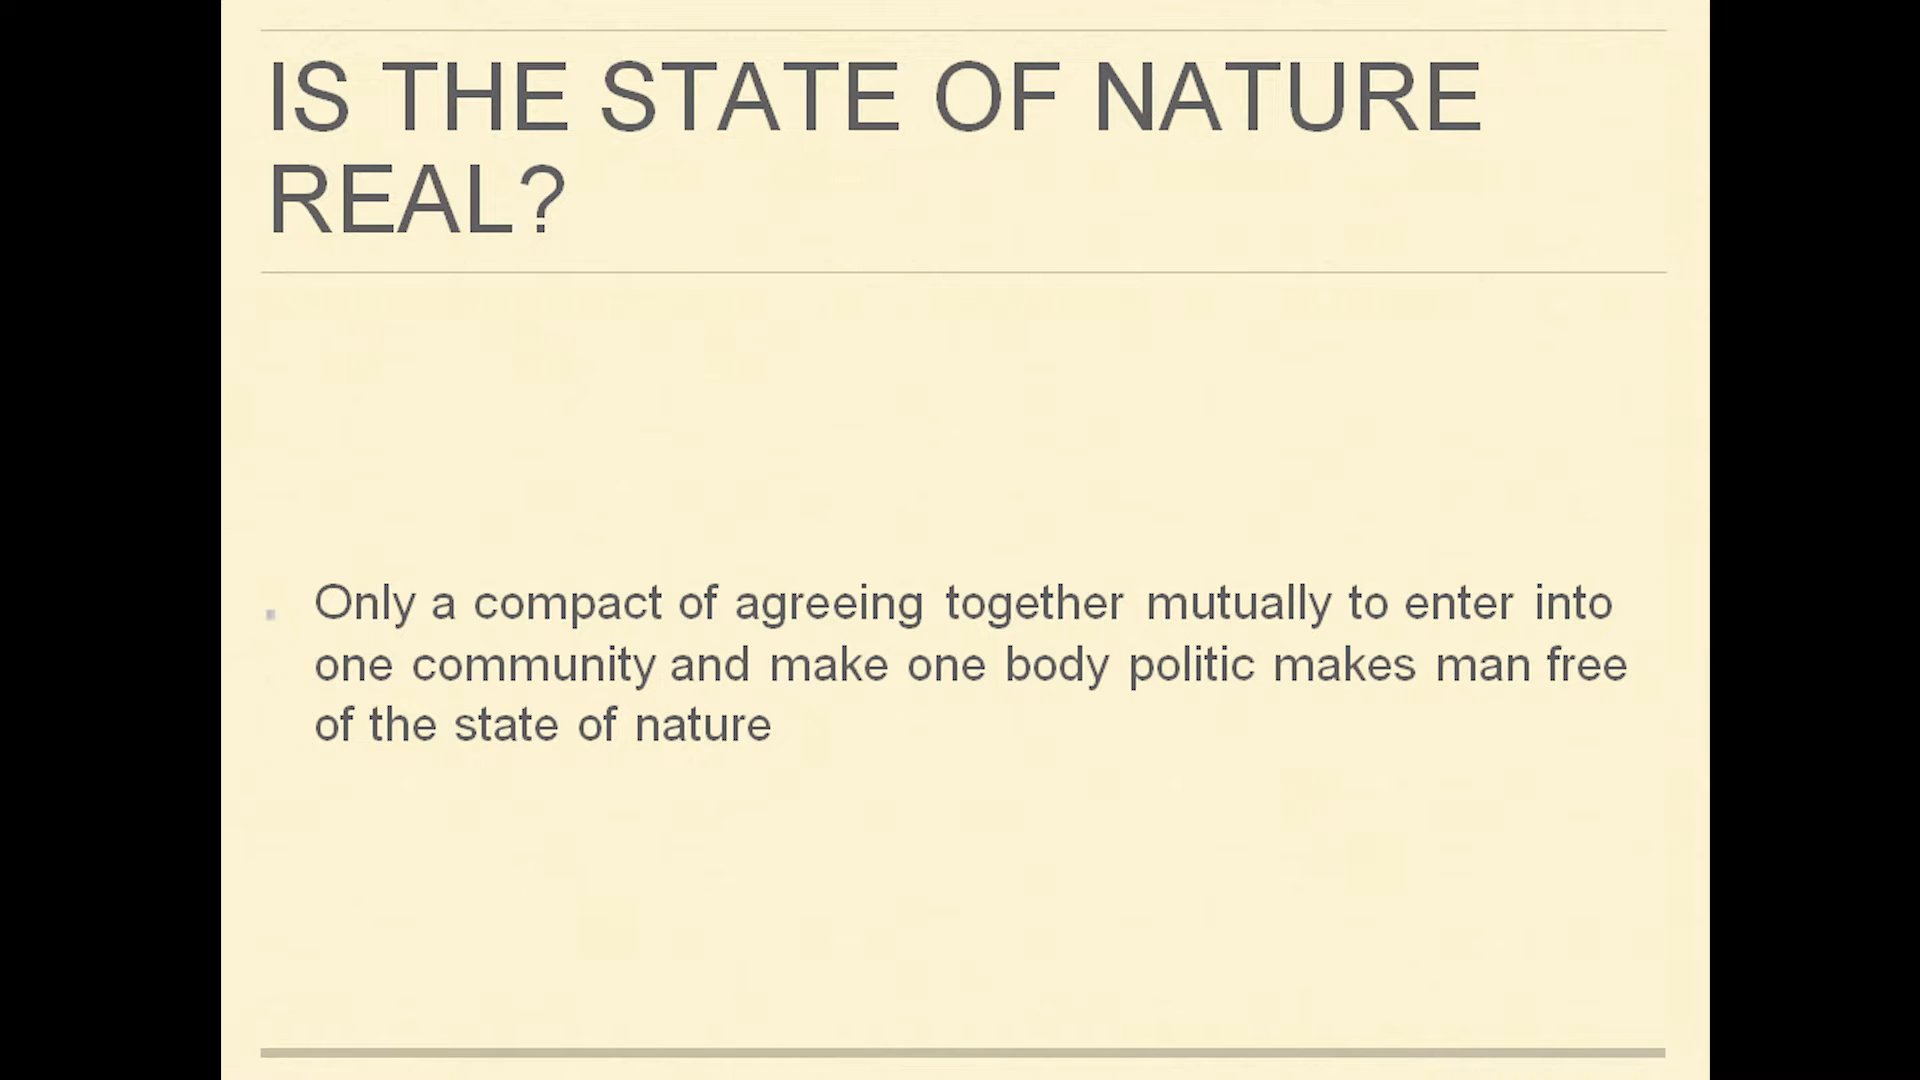 IS THE STATE OF NATURE
REAL?
Only a compact of agreeing together mutually to enter into
one community and make one body politic makes man free
of the state of nature